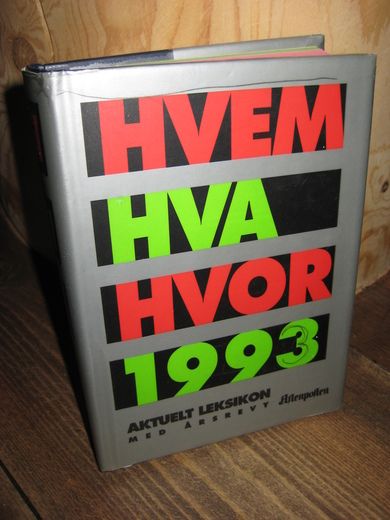 HVEM
HVA
HVOR
1993
AKTUELT LEKSIKON
MED ÅRSREVY Aftenposten